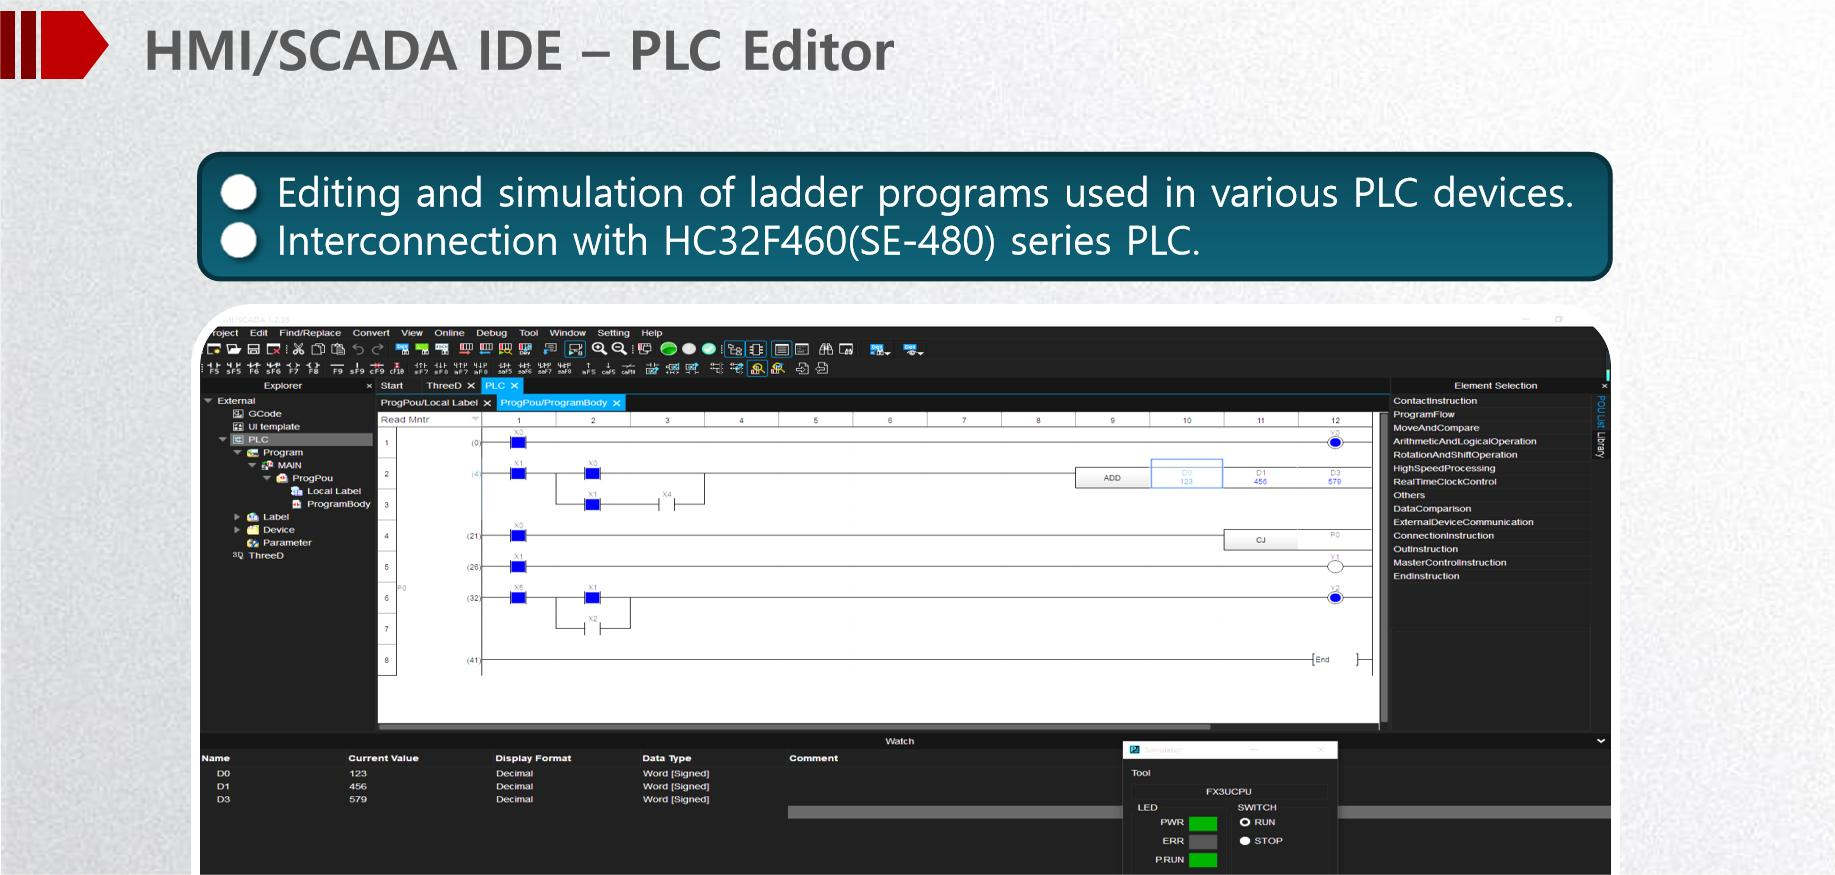 HMI/SCADA IDE – PLC Editor
Editing and simulation of ladder programs used in various PLC devices.
Interconnection with HC32F460(SE-480) series PLC.
roject Edit Find/Replace Convert View Online Debug Tool Window Setting Help
Explorer
External
GCode
UI template
PLC
Program
MAIN
ProgPou
Local Label
ProgramBody
Label
Device
Parameter
ThreeD
Start ThreeD PLC
ProgPou/Local Label ProgPou/ProgramBody
Read Mntr 1 2 3 4 5 6 7 8 9 10 11 12
X0 Y0
1 (0)
X1 X0 D0 D1 D3
2 (4) ADD 123 456 579
X1 X4
3
X0 P0
4 (21) CJ
X1 Y1
5 (26)
P0 X5 X1 Y2
6 (32)
X2
7
8 (41) [End ]
Element Selection
ContactInstruction
ProgramFlow
MoveAndCompare
ArithmeticAndLogicalOperation
RotationAndShiftOperation
HighSpeedProcessing
RealTimeClockControl
Others
DataComparison
ExternalDeviceCommunication
ConnectionInstruction
OutInstruction
MasterControlInstruction
EndInstruction
POU List Library
Watch
Name Current Value Display Format Data Type Comment
D0 123 Decimal Word [Signed]
D1 456 Decimal Word [Signed]
D3 579 Decimal Word [Signed]
Simulator
Tool
FX3UCPU
LED SWITCH
PWR RUN
ERR STOP
P.RUN